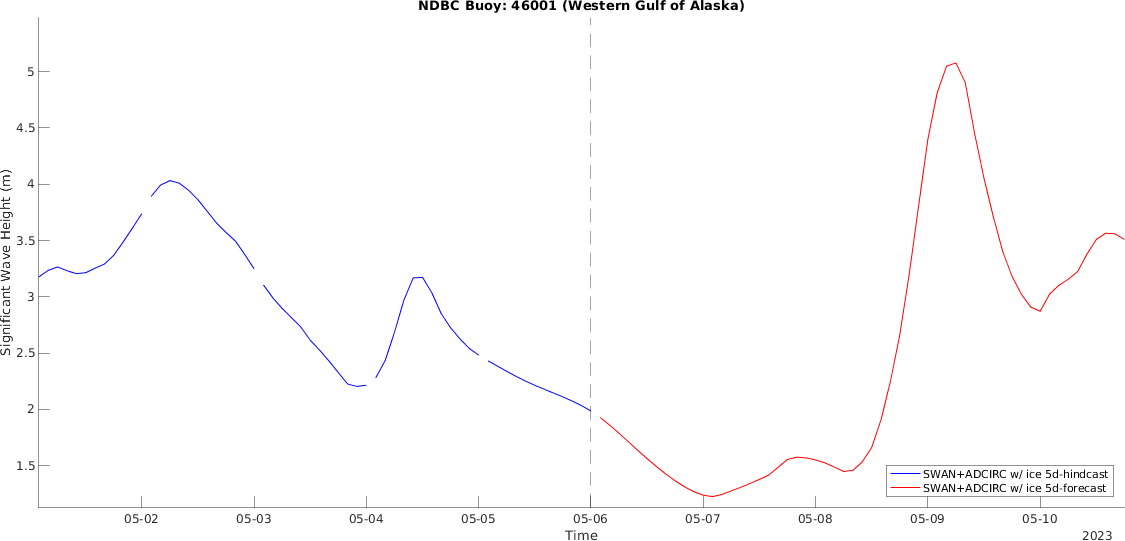 NDBC Buoy: 46001 (Western Gulf of Alaska)
Significant Wave Height (m)
5
4.5
4
3.5
3
2.5
2
1.5
SWAN+ADCIRC w/ ice 5d-hindcast
SWAN+ADCIRC w/ ice 5d-forecast
05-02 05-03 05-04 05-05 05-06 05-07 05-08 05-09 05-10
Time
2023